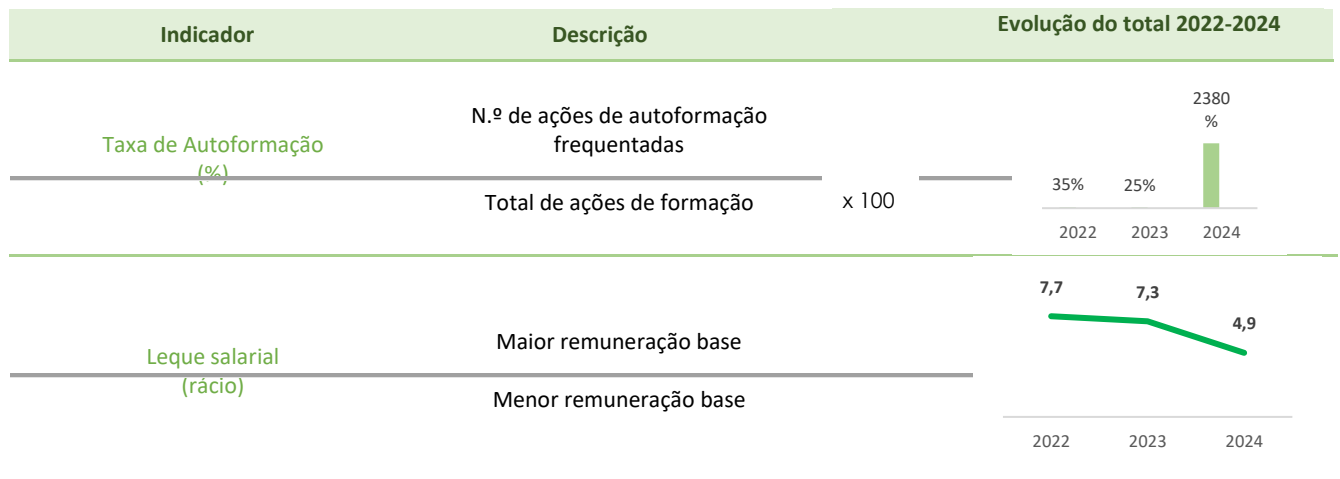 Indicador Descrição Evolução do total 2022-2024
Taxa de Autoformação
(%)
N.º de ações de autoformação
frequentadas
Total de ações de formação
x 100
2380
%
35% 25%
2022 2023 2024
Leque salarial
(rácio)
Maior remuneração base
Menor remuneração base
7,7 7,3 4,9
2022 2023 2024